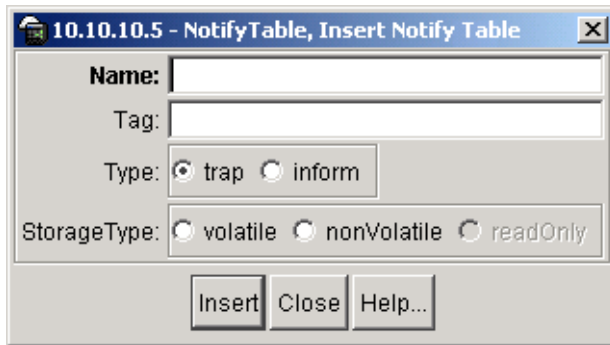 10.10.10.5 - NotifyTable, Insert Notify Table
Name:
Tag:
Type: trap inform
StorageType: volatile nonVolatile readOnly
Insert Close Help...